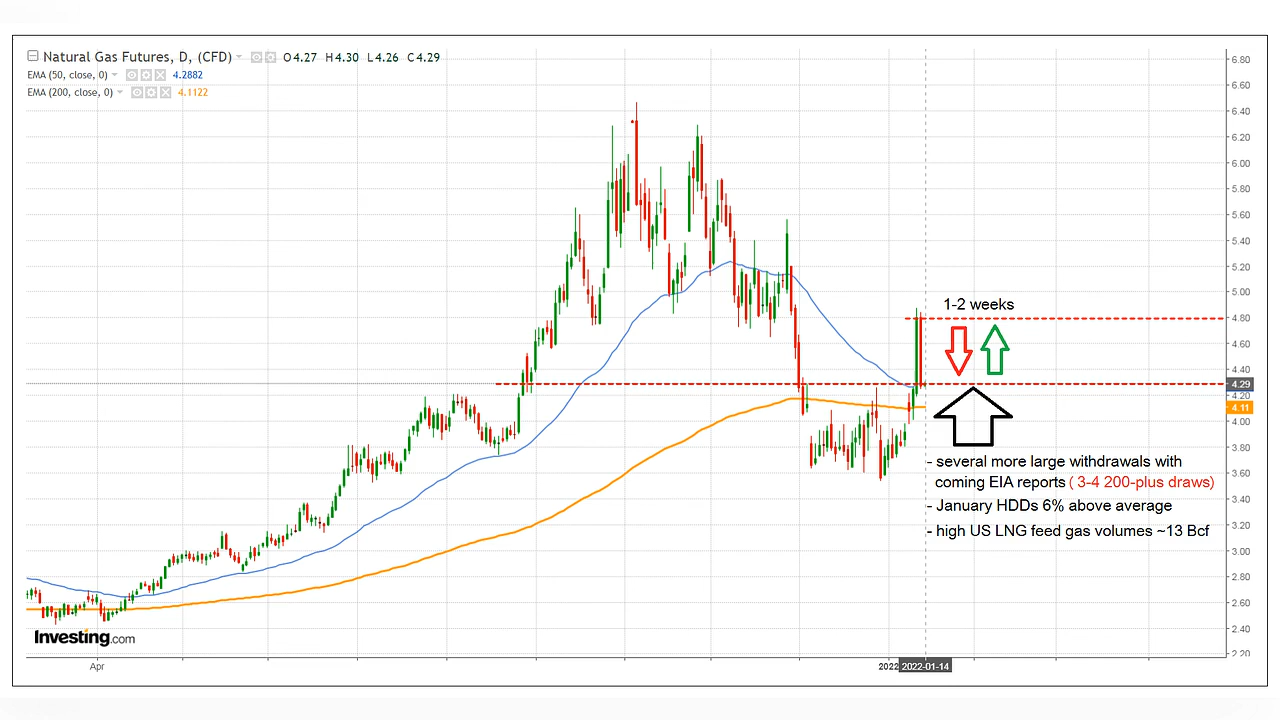 Natural Gas Futures, D, (CFD) O4.27 H4.30 L4.26 C4.29
EMA (50, close, 0) 4.2882
EMA (200, close, 0) 4.1122
6.80
6.60
6.40
6.20
6.00
5.80
5.60
5.40
5.20
5.00
1-2 weeks
4.80
4.60
4.40
4.29
4.20
4.11
4.00
3.80
- several more large withdrawals with
3.60
coming EIA reports ( 3-4 200-plus draws)
3.40
- January HDDs 6% above average
3.20
- high US LNG feed gas volumes ~13 Bcf
3.00
2.80
2.60
2.40
Investing.com
2.20
Apr 2022 2022-01-14